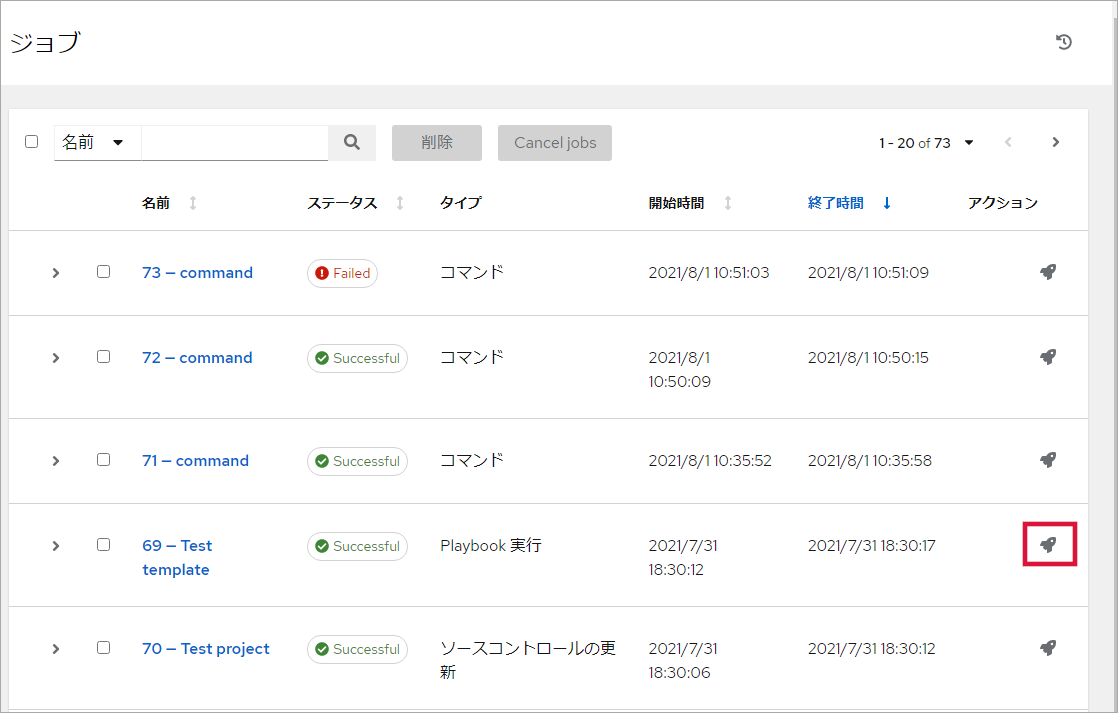 ジョブ
名前 削除 Cancel jobs 1 - 20 of 73
名前 ステータス タイプ 開始時間 終了時間 アクション
73 — command Failed コマンド 2021/8/1 10:51:03 2021/8/1 10:51:09
72 — command Successful コマンド 2021/8/1 2021/8/1 10:50:15
10:50:09
71 — command Successful コマンド 2021/8/1 10:35:52 2021/8/1 10:35:58
69 — Test Successful Playbook 実行 2021/7/31 2021/7/31 18:30:17
template 18:30:12
70 — Test project Successful ソースコントロールの更 2021/7/31 2021/7/31 18:30:12
新 18:30:06